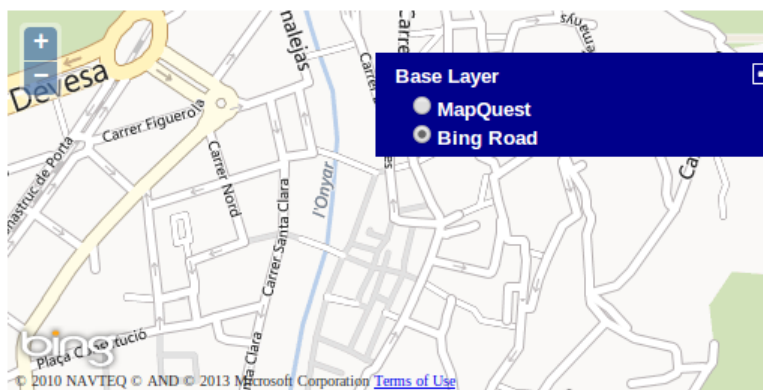 +
−
Devesa
Carrer Figuerola
Carrer Nord
Carrer Santa Clara
l'Onyar
Base Layer
MapQuest
Bing Road
bing
© 2010 NAVTEQ © AND © 2013 Microsoft Corporation Terms of Use